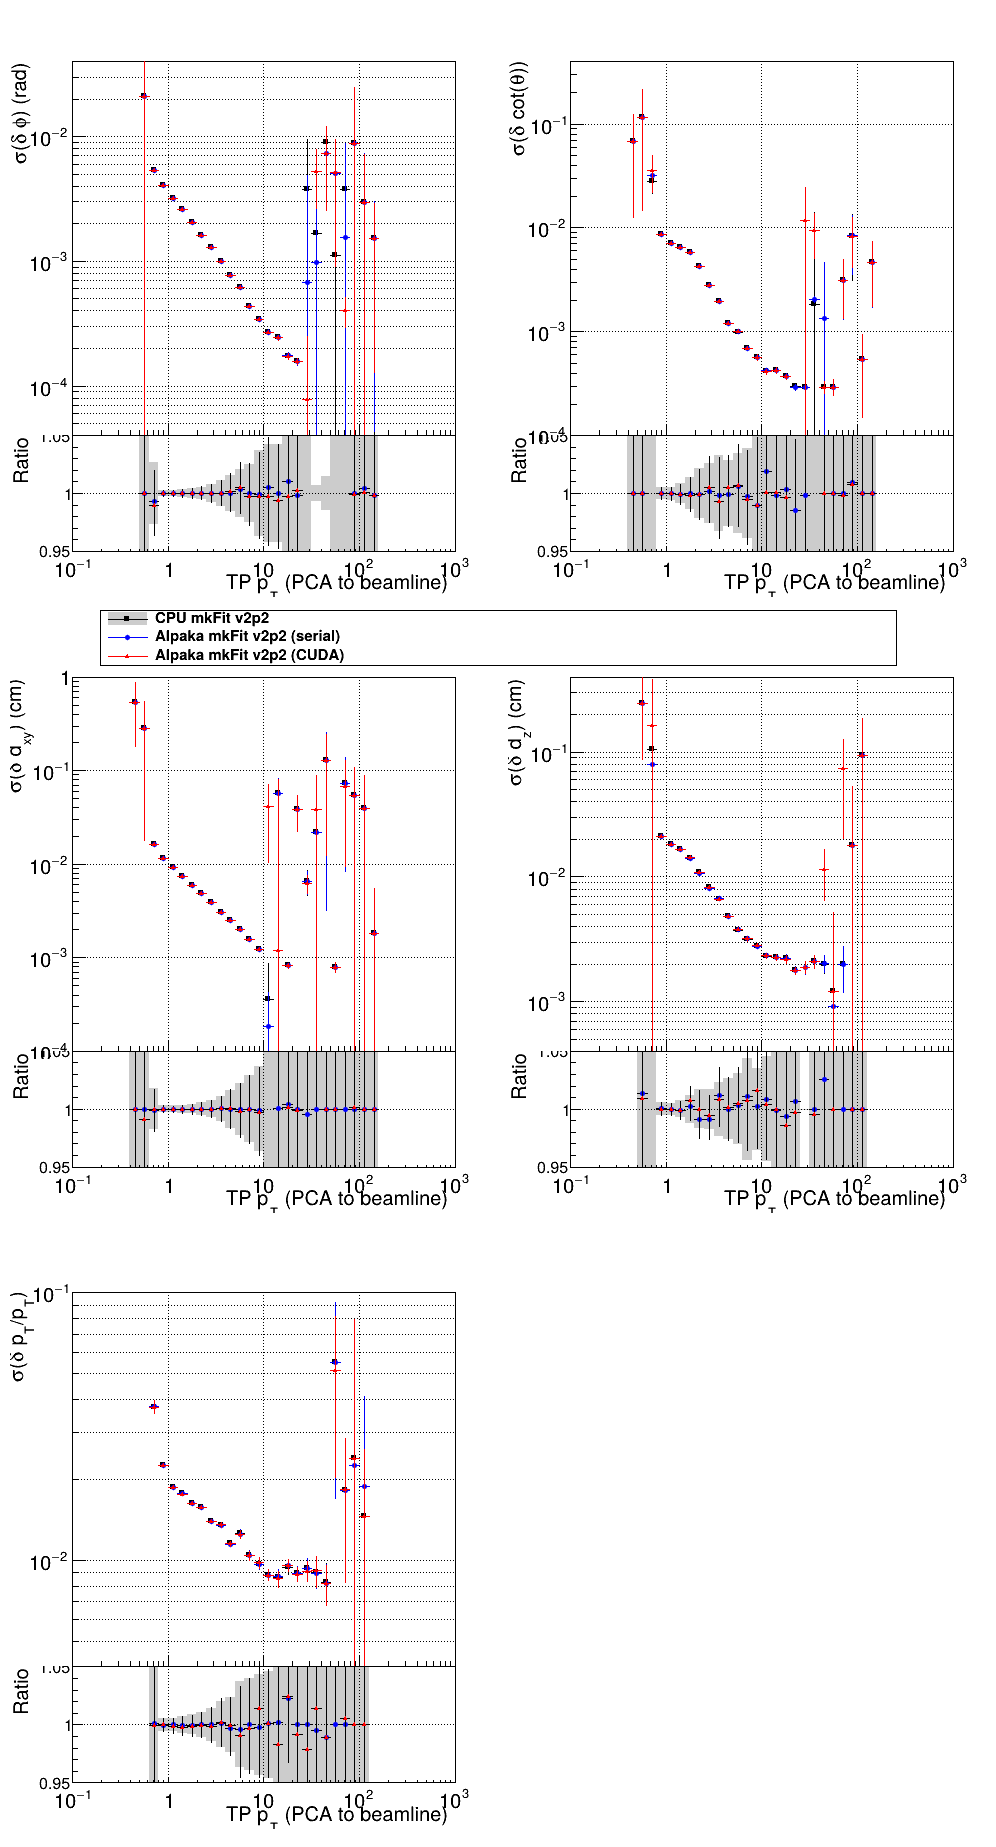 σ(δ φ) (rad)
10⁻²
10⁻³
10⁻⁴
Ratio
1.05
1
0.95
10⁻¹ 1 10 10² 10³
TP p_T (PCA to beamline)
σ(δ cot(θ))
10⁻¹
10⁻²
10⁻³
10⁻⁴
Ratio
1
0.95
10⁻¹ 1 10 10² 10³
TP p_T (PCA to beamline)
CPU mkFit v2p2
Alpaka mkFit v2p2 (serial)
Alpaka mkFit v2p2 (CUDA)
σ(δ d_xy) (cm)
1
10⁻¹
10⁻²
10⁻³
10⁻⁴
Ratio
1
0.95
10⁻¹ 1 10 10² 10³
TP p_T (PCA to beamline)
σ(δ d_z) (cm)
10⁻¹
10⁻²
10⁻³
Ratio
1.05
1
0.95
10⁻¹ 1 10 10² 10³
TP p_T (PCA to beamline)
σ(δ p_T/p_T)
10⁻¹
10⁻²
Ratio
1.05
1
0.95
10⁻¹ 1 10 10² 10³
TP p_T (PCA to beamline)